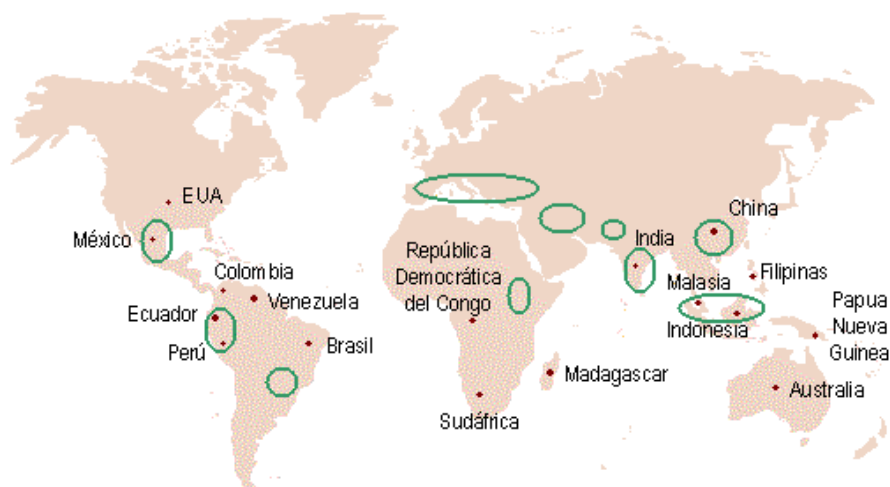 EUA
China
México
India
República
Democrática
del Congo
Colombia
Filipinas
Malasia
Venezuela
Ecuador
Papua
Nueva
Guinea
Indonesia
Perú
Brasil
Madagascar
Australia
Sudáfrica